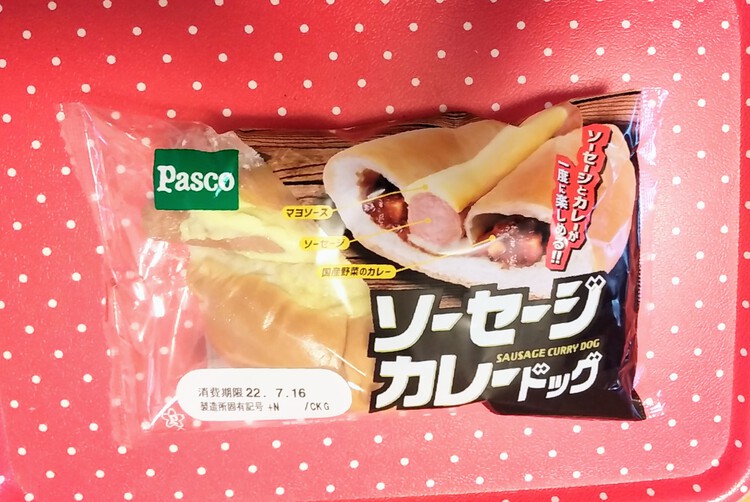 Pasco
マヨソース
ソーセージ
国産野菜のカレー
ソーセージとカレーが
一度に楽しめる!!
ソーセージ
SAUSAGE CURRY DOG
カレードッグ
消費期限 22. 7.16
製造所固有記号 +N /CKG